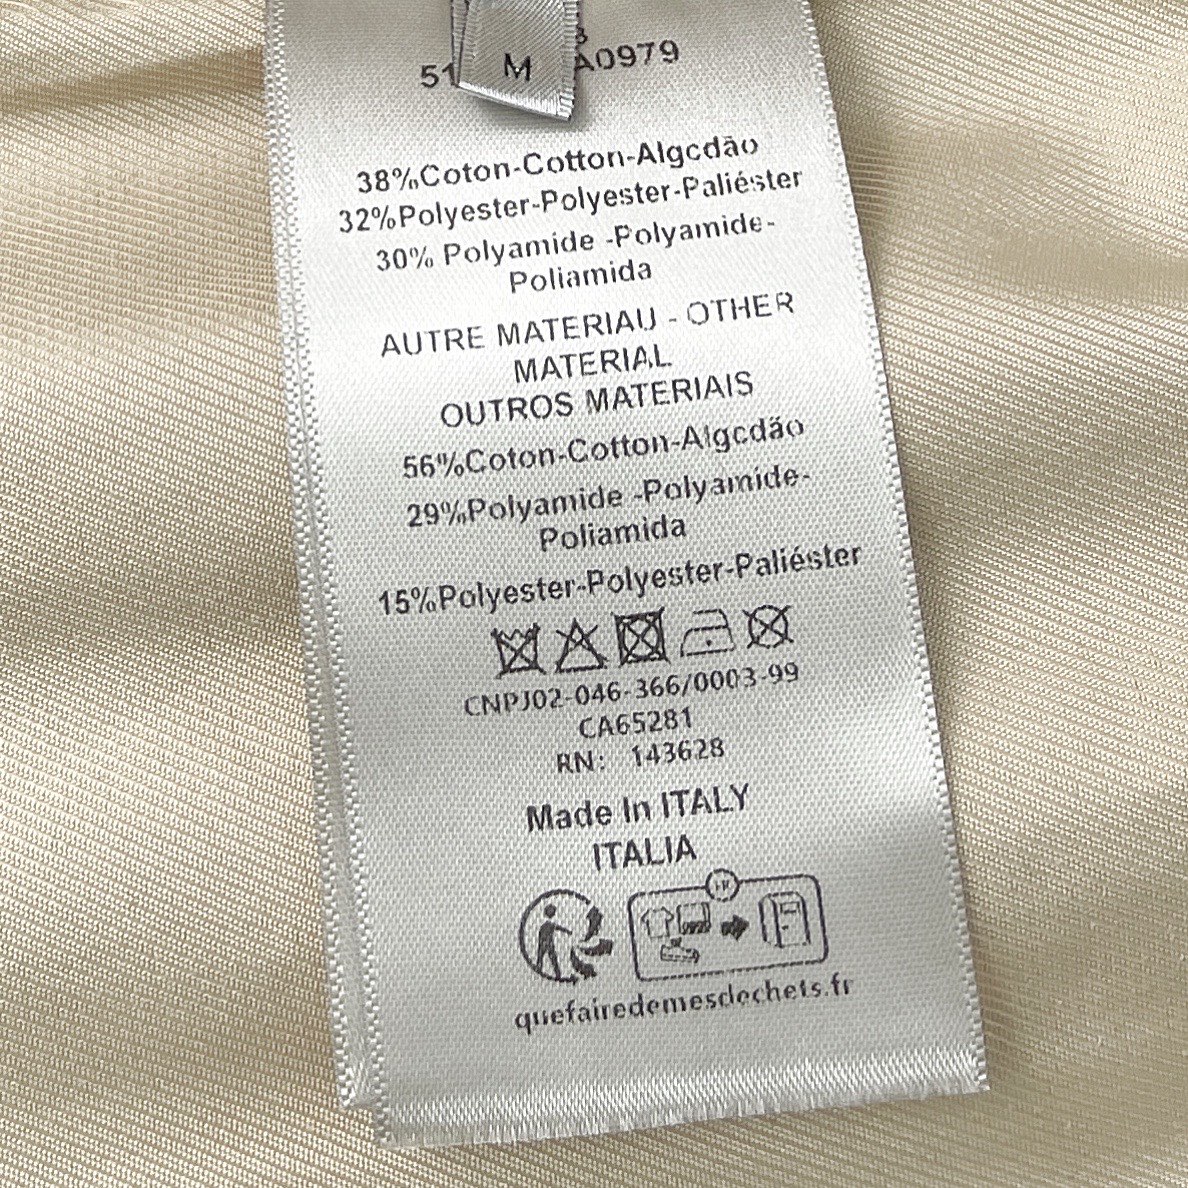 M
A0979
38%Coton-Cotton-Algcdão
32%Polyester-Polyester-Paliéster
30% Polyamide -Polyamide-
Poliamida
AUTRE MATERIAU - OTHER
MATERIAL
OUTROS MATERIAIS
56%Coton-Cotton-Algcdão
29%Polyamide -Polyamide-
Poliamida
15%Polyester-Polyester-Paliéster
CNPJ02-046-366/0003-99
CA65281
RN: 143628
Made In ITALY
ITALIA
FR
quefairedemesdechets.fr